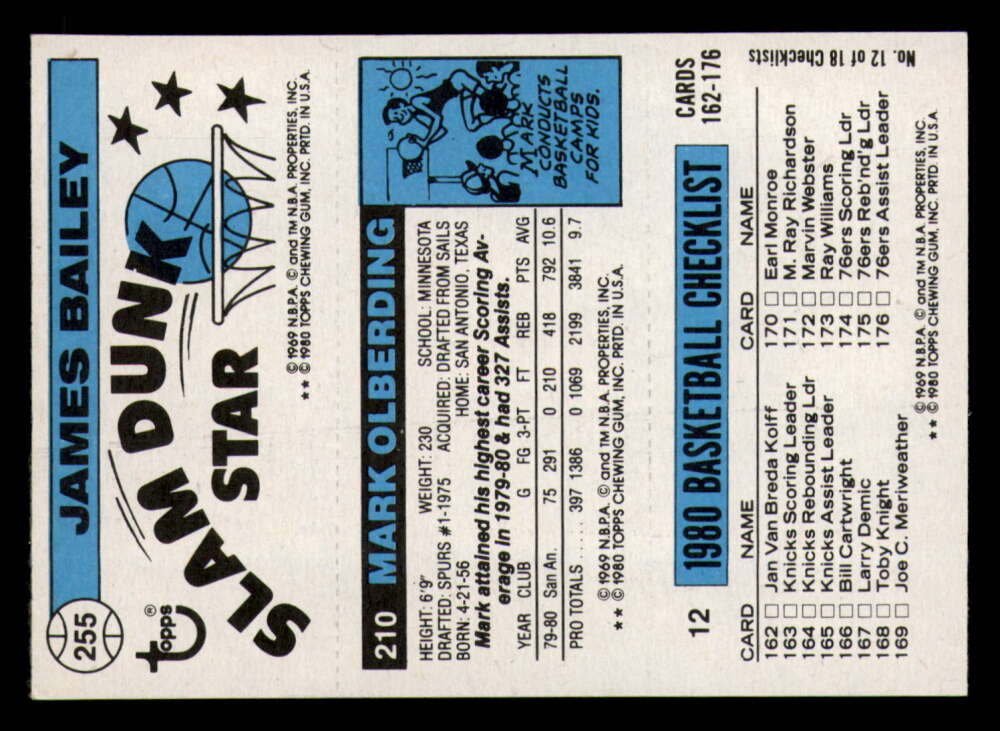 255 JAMES BAILEY
Topps®
SLAM DUNK
STAR
© 1969 N.B.P.A. © and TM N.B.A. PROPERTIES, INC.
★★ © 1980 TOPPS CHEWING GUM, INC. PRTD. IN U.S.A.
210 MARK OLBERDING
HEIGHT: 6'9" WEIGHT: 230 SCHOOL: MINNESOTA
DRAFTED: SPURS #1-1975 ACQUIRED: DRAFTED FROM SAILS
BORN: 4-21-56 HOME: SAN ANTONIO, TEXAS
Mark attained his highest career Scoring Av-
erage in 1979-80 & had 327 Assists.
YEAR CLUB G FG 3-PT FT REB PTS AVG
79-80 San An. 75 291 0 210 418 792 10.6
PRO TOTALS ..... 397 1386 0 1069 2199 3841 9.7
© 1969 N.B.P.A. © and TM N.B.A. PROPERTIES, INC.
★★ © 1980 TOPPS CHEWING GUM, INC. PRTD. IN U.S.A.
MARK
CONDUCTS
BASKETBALL
CAMPS
FOR KIDS.
12 1980 BASKETBALL CHECKLIST CARDS
162-176
CARD NAME CARD NAME
162 □ Jan Van Breda Kolff 170 □ Earl Monroe
163 □ Knicks Scoring Leader 171 □ M. Ray Richardson
164 □ Knicks Rebounding Ldr 172 □ Marvin Webster
165 □ Knicks Assist Leader 173 □ Ray Williams
166 □ Bill Cartwright 174 □ 76ers Scoring Ldr
167 □ Larry Demic 175 □ 76ers Reb'nd'g Ldr
168 □ Toby Knight 176 □ 76ers Assist Leader
169 □ Joe C. Meriweather
© 1969 N.B.P.A. © and TM N.B.A. PROPERTIES, INC.
★★ © 1980 TOPPS CHEWING GUM, INC. PRTD. IN U.S.A.
No. 12 of 18 Checklists